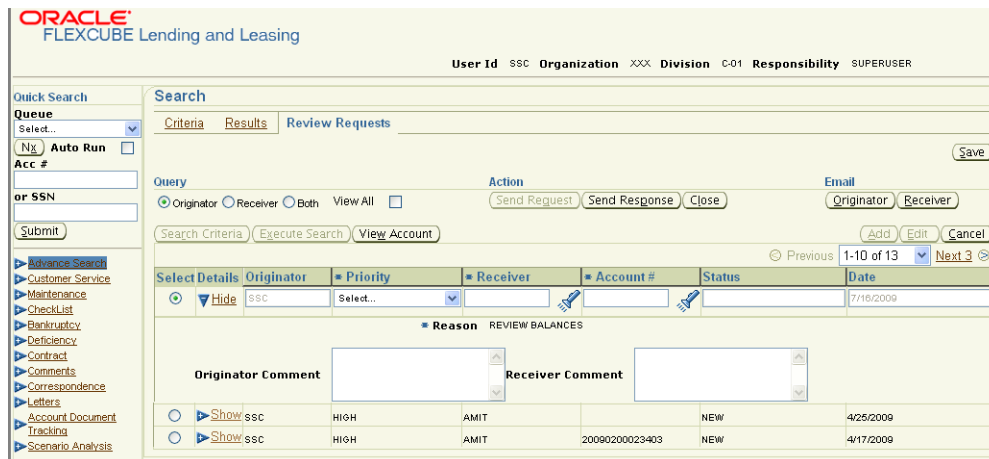 ORACLE
FLEXCUBE Lending and Leasing
User Id SSC Organization XXX Division C-01 Responsibility SUPERUSER
Quick Search
Queue
Select...
Nx Auto Run
Acc #
or SSN
Submit
Advance Search
Customer Service
Maintenance
CheckList
Bankruptcy
Deficiency
Contract
Comments
Correspondence
Letters
Account Document
Tracking
Scenario Analysis
Search
Criteria Results Review Requests
Save
Query Action Email
Originator Receiver Both View All Send Request Send Response Close Originator Receiver
Search Criteria Execute Search View Account Add Edit Cancel
Previous 1-10 of 13 Next 3
Select Details Originator * Priority * Receiver * Account # Status Date
Hide SSC Select... 7/16/2009
* Reason REVIEW BALANCES
Originator Comment Receiver Comment
Show SSC HIGH AMIT NEW 4/25/2009
Show SSC HIGH AMIT 20090200023403 NEW 4/17/2009